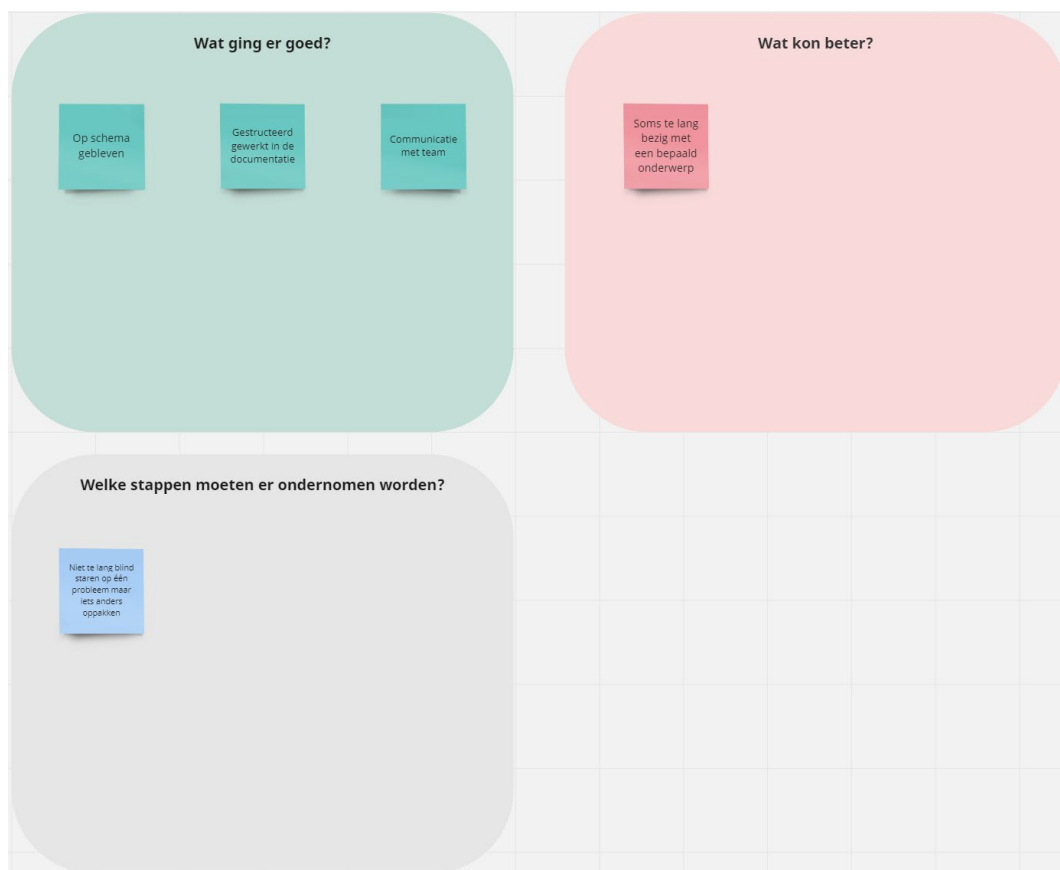 Wat ging er goed?
Op schema
gebleven
Gestructeerd
gewerkt in de
documentatie
Communicatie
met team
Wat kon beter?
Soms te lang
bezig met
een bepaald
onderwerp
Welke stappen moeten er ondernomen worden?
Niet te lang blind
staren op één
probleem maar
iets anders
oppakken